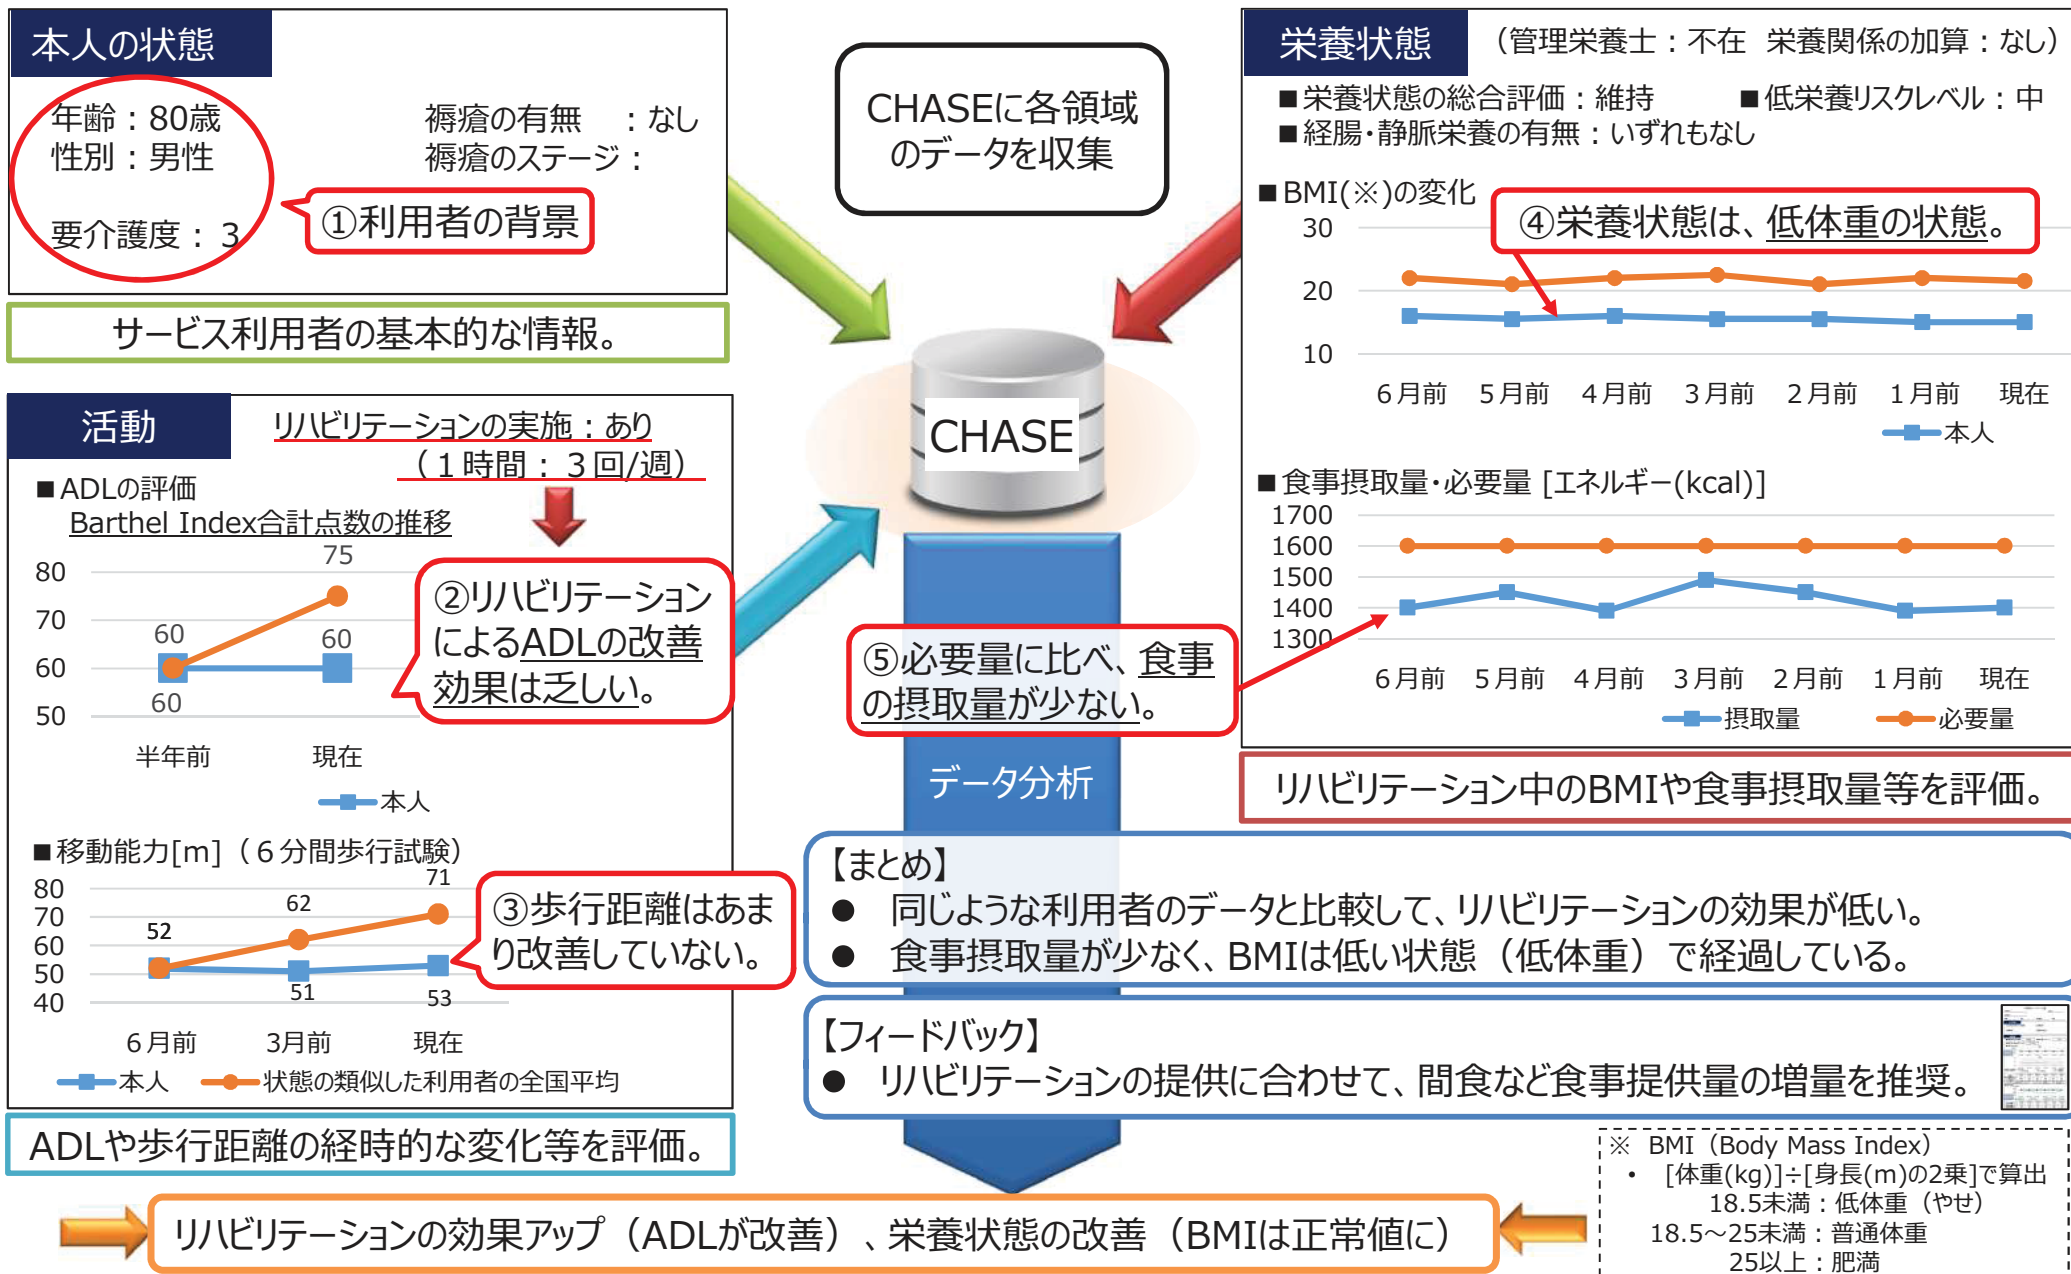 本人の状態
年齢：80歳
性別：男性
要介護度：3
褥瘡の有無　：なし
褥瘡のステージ：
①利用者の背景
サービス利用者の基本的な情報。
CHASEに各領域
のデータを収集
栄養状態
（管理栄養士：不在 栄養関係の加算：なし）
■栄養状態の総合評価：維持
■低栄養リスクレベル：中
■経腸・静脈栄養の有無：いずれもなし
■BMI(※)の変化
④栄養状態は、低体重の状態。
30
20
10
6月前 5月前 4月前 3月前 2月前 1月前 現在
本人
■食事摂取量・必要量 [エネルギー(kcal)]
1700
1600
1500
1400
1300
6月前 5月前 4月前 3月前 2月前 1月前 現在
摂取量 必要量
⑤必要量に比べ、食事
の摂取量が少ない。
リハビリテーション中のBMIや食事摂取量等を評価。
活動
リハビリテーションの実施：あり
（1時間：3回/週）
■ADLの評価
Barthel Index合計点数の推移
80
70
60
50
60
60
75
60
半年前 現在
本人
②リハビリテーション
によるADLの改善
効果は乏しい。
■移動能力[m]（6分間歩行試験）
80
70
60
50
40
52
62
71
51
53
6月前 3月前 現在
本人 状態の類似した利用者の全国平均
③歩行距離はあま
り改善していない。
ADLや歩行距離の経時的な変化等を評価。
CHASE
データ分析
【まとめ】
● 同じような利用者のデータと比較して、リハビリテーションの効果が低い。
● 食事摂取量が少なく、BMIは低い状態（低体重）で経過している。
【フィードバック】
● リハビリテーションの提供に合わせて、間食など食事提供量の増量を推奨。
リハビリテーションの効果アップ（ADLが改善）、栄養状態の改善（BMIは正常値に）
※ BMI（Body Mass Index）
・ [体重(kg)]÷[身長(m)の2乗]で算出
18.5未満：低体重（やせ）
18.5～25未満：普通体重
25以上：肥満